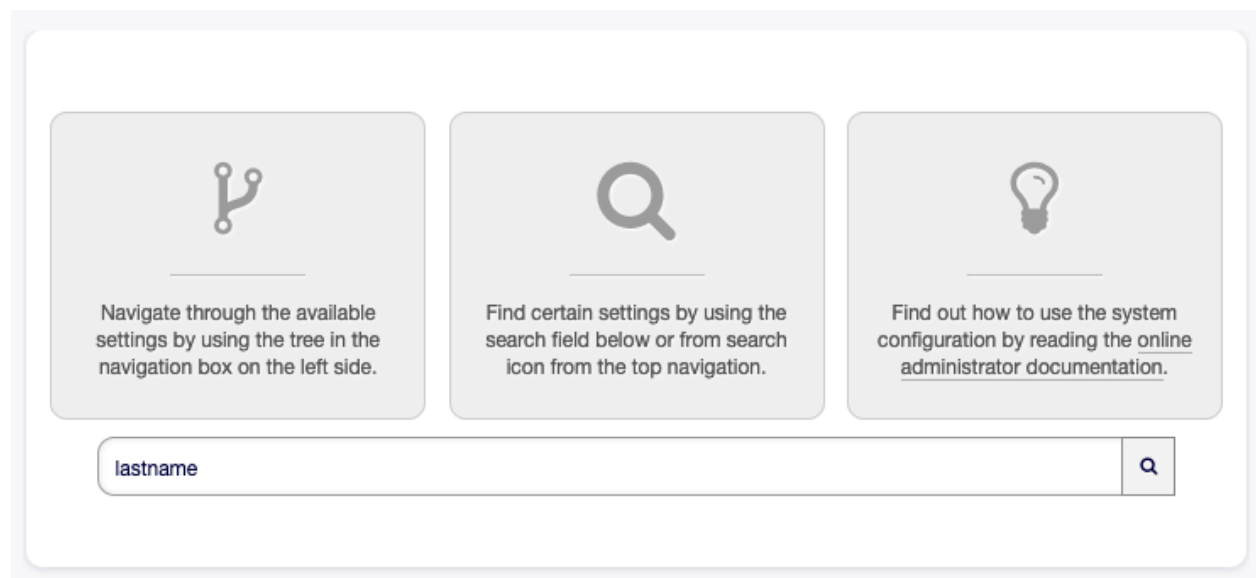 Navigate through the available
settings by using the tree in the
navigation box on the left side.
Find certain settings by using the
search field below or from search
icon from the top navigation.
Find out how to use the system
configuration by reading the online
administrator documentation.
lastname